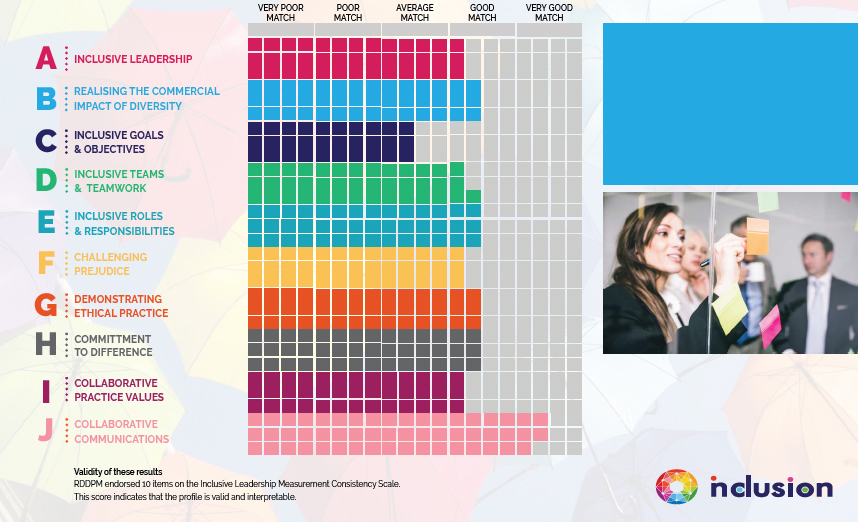 VERY POOR
MATCH
POOR
MATCH
AVERAGE
MATCH
GOOD
MATCH
VERY GOOD
MATCH
A INCLUSIVE LEADERSHIP
B REALISING THE COMMERCIAL
IMPACT OF DIVERSITY
C INCLUSIVE GOALS
& OBJECTIVES
D INCLUSIVE TEAMS
& TEAMWORK
E INCLUSIVE ROLES
& RESPONSIBILITIES
F CHALLENGING
PREJUDICE
G DEMONSTRATING
ETHICAL PRACTICE
H COMMITTMENT
TO DIFFERENCE
I COLLABORATIVE
PRACTICE VALUES
J COLLABORATIVE
COMMUNICATIONS
Validity of these results
RDDPM endorsed 10 items on the Inclusive Leadership Measurement Consistency Scale.
This score indicates that the profile is valid and interpretable.
inclusion